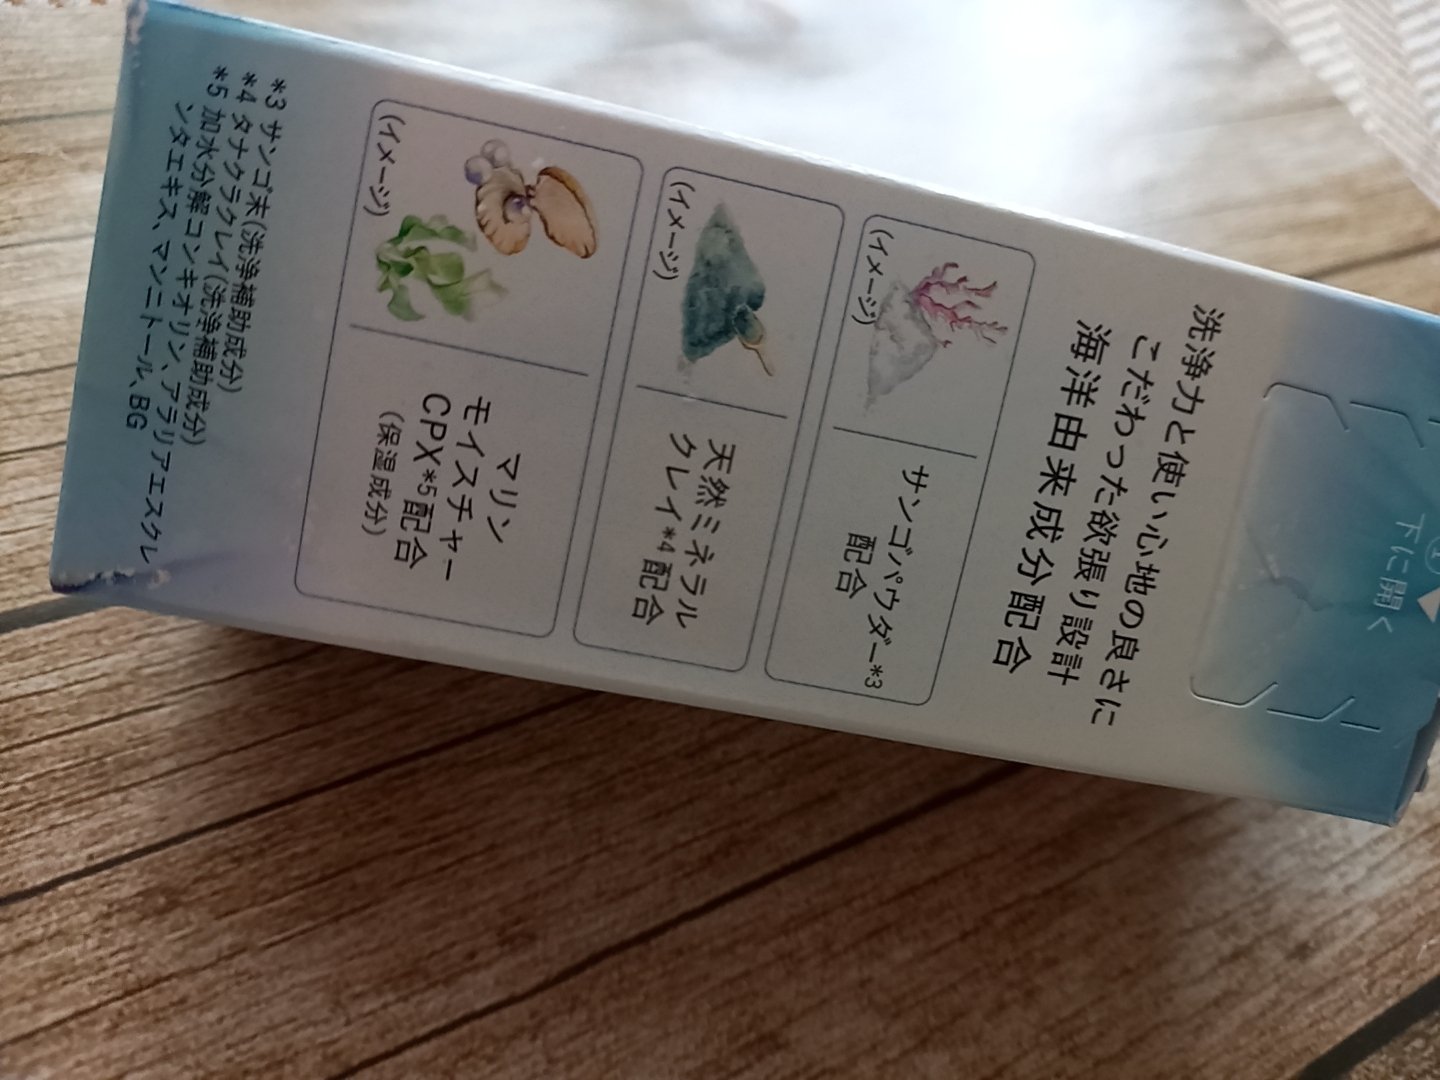 下に開く
洗浄力と使い心地の良さに
こだわった欲張り設計
海洋由来成分配合
(イメージ)
サンゴパウダー*3
配合
(イメージ)
天然ミネラル
クレイ*4 配合
(イメージ)
マリン
モイスチャー
CPX*5 配合
(保湿成分)
*3 サンゴ末(洗浄補助成分)
*4 タナクラクレイ(洗浄補助成分)
*5 加水分解コンキオリン、アラリアエスクレ
ンタエキス、マンニトール、BG